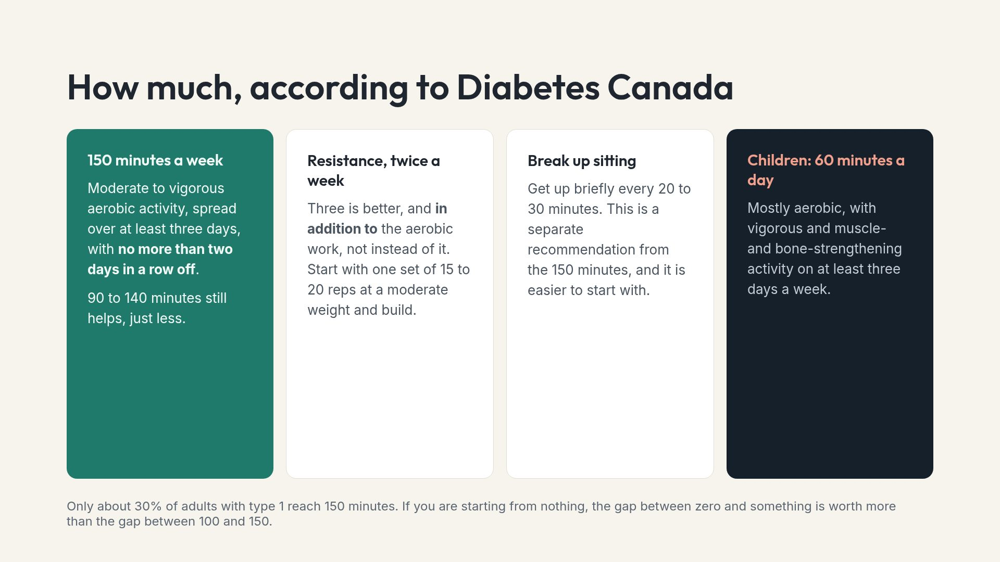 How much, according to Diabetes Canada
150 minutes a week
Moderate to vigorous
aerobic activity, spread
over at least three days,
with no more than two
days in a row off.
90 to 140 minutes still
helps, just less.
Resistance, twice a
week
Three is better, and in
addition to the aerobic
work, not instead of it.
Start with one set of 15 to
20 reps at a moderate
weight and build.
Break up sitting
Get up briefly every 20 to
30 minutes. This is a
separate
recommendation from
the 150 minutes, and it is
easier to start with.
Children: 60 minutes a
day
Mostly aerobic, with
vigorous and muscle-
and bone-strengthening
activity on at least three
days a week.
Only about 30% of adults with type 1 reach 150 minutes. If you are starting from nothing, the gap between zero and something is worth more
than the gap between 100 and 150.